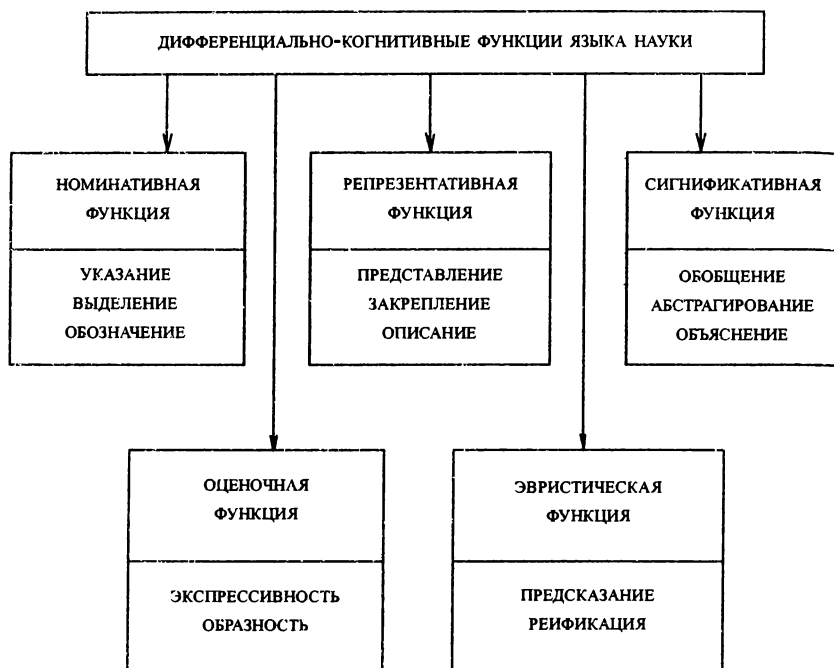 ДИФФЕРЕНЦИАЛЬНО-КОГНИТИВНЫЕ ФУНКЦИИ ЯЗЫКА НАУКИ
НОМИНАТИВНАЯ
ФУНКЦИЯ
УКАЗАНИЕ
ВЫДЕЛЕНИЕ
ОБОЗНАЧЕНИЕ
РЕПРЕЗЕНТАТИВНАЯ
ФУНКЦИЯ
ПРЕДСТАВЛЕНИЕ
ЗАКРЕПЛЕНИЕ
ОПИСАНИЕ
СИГНИФИКАТИВНАЯ
ФУНКЦИЯ
ОБОБЩЕНИЕ
АБСТРАГИРОВАНИЕ
ОБЪЯСНЕНИЕ
ОЦЕНОЧНАЯ
ФУНКЦИЯ
ЭКСПРЕССИВНОСТЬ
ОБРАЗНОСТЬ
ЭВРИСТИЧЕСКАЯ
ФУНКЦИЯ
ПРЕДСКАЗАНИЕ
РЕИФИКАЦИЯ